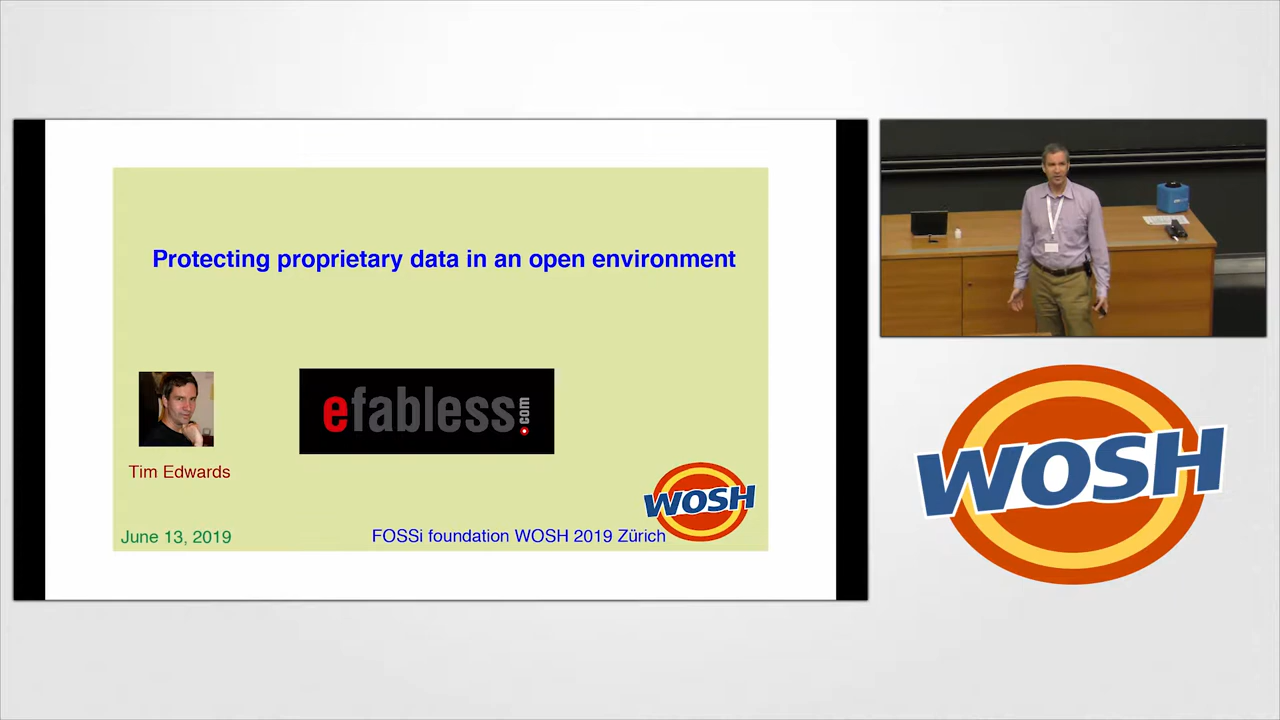 Protecting proprietary data in an open environment
efabless.com
Tim Edwards
WOSH
June 13, 2019
FOSSi foundation WOSH 2019 Zürich
WOSH